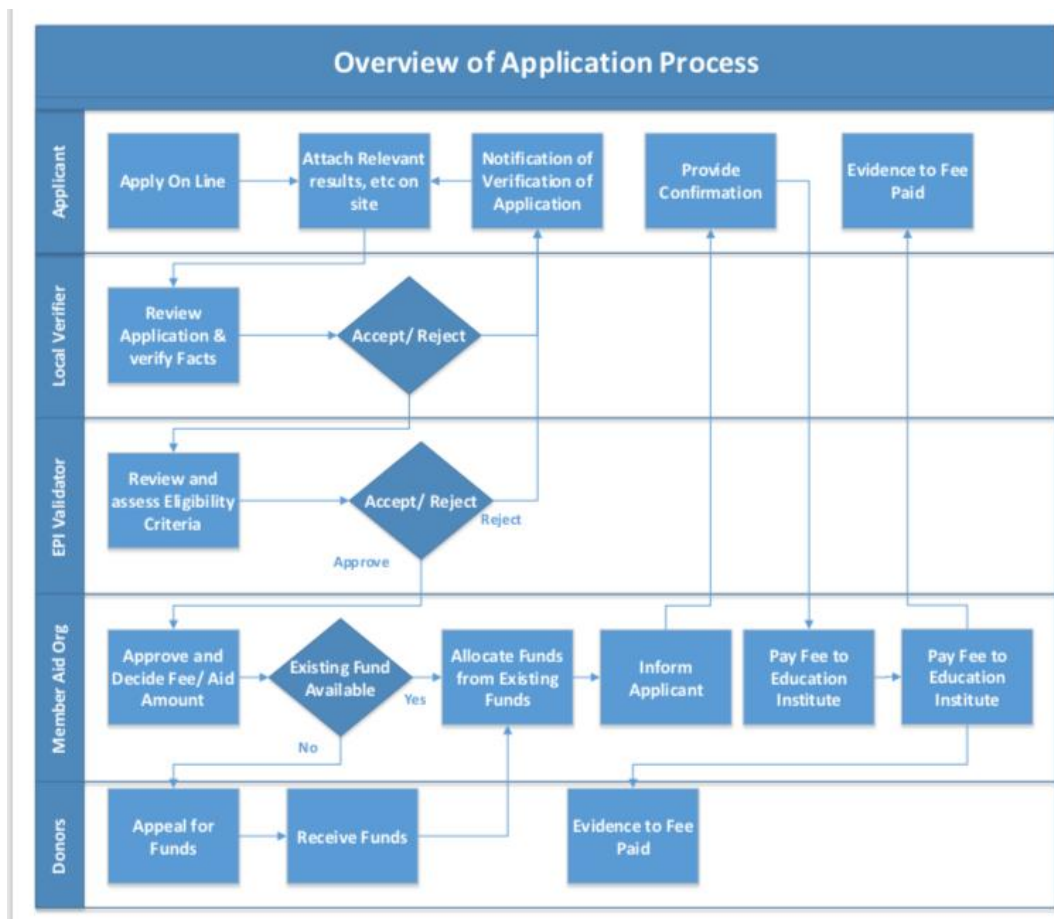 Overview of Application Process
Applicant
Apply On Line
Attach Relevant
results, etc on
site
Notification of
Verification of
Application
Provide
Confirmation
Evidence to Fee
Paid
Local Verifier
Review
Application &
verify Facts
Accept/ Reject
EPI Validator
Review and
assess Eligibility
Criteria
Accept/ Reject
Reject
Approve
Member Aid Org
Approve and
Decide Fee/ Aid
Amount
Existing Fund
Available
Yes
No
Allocate Funds
from Existing
Funds
Inform
Applicant
Pay Fee to
Education
Institute
Pay Fee to
Education
Institute
Donors
Appeal for
Funds
Receive Funds
Evidence to Fee
Paid